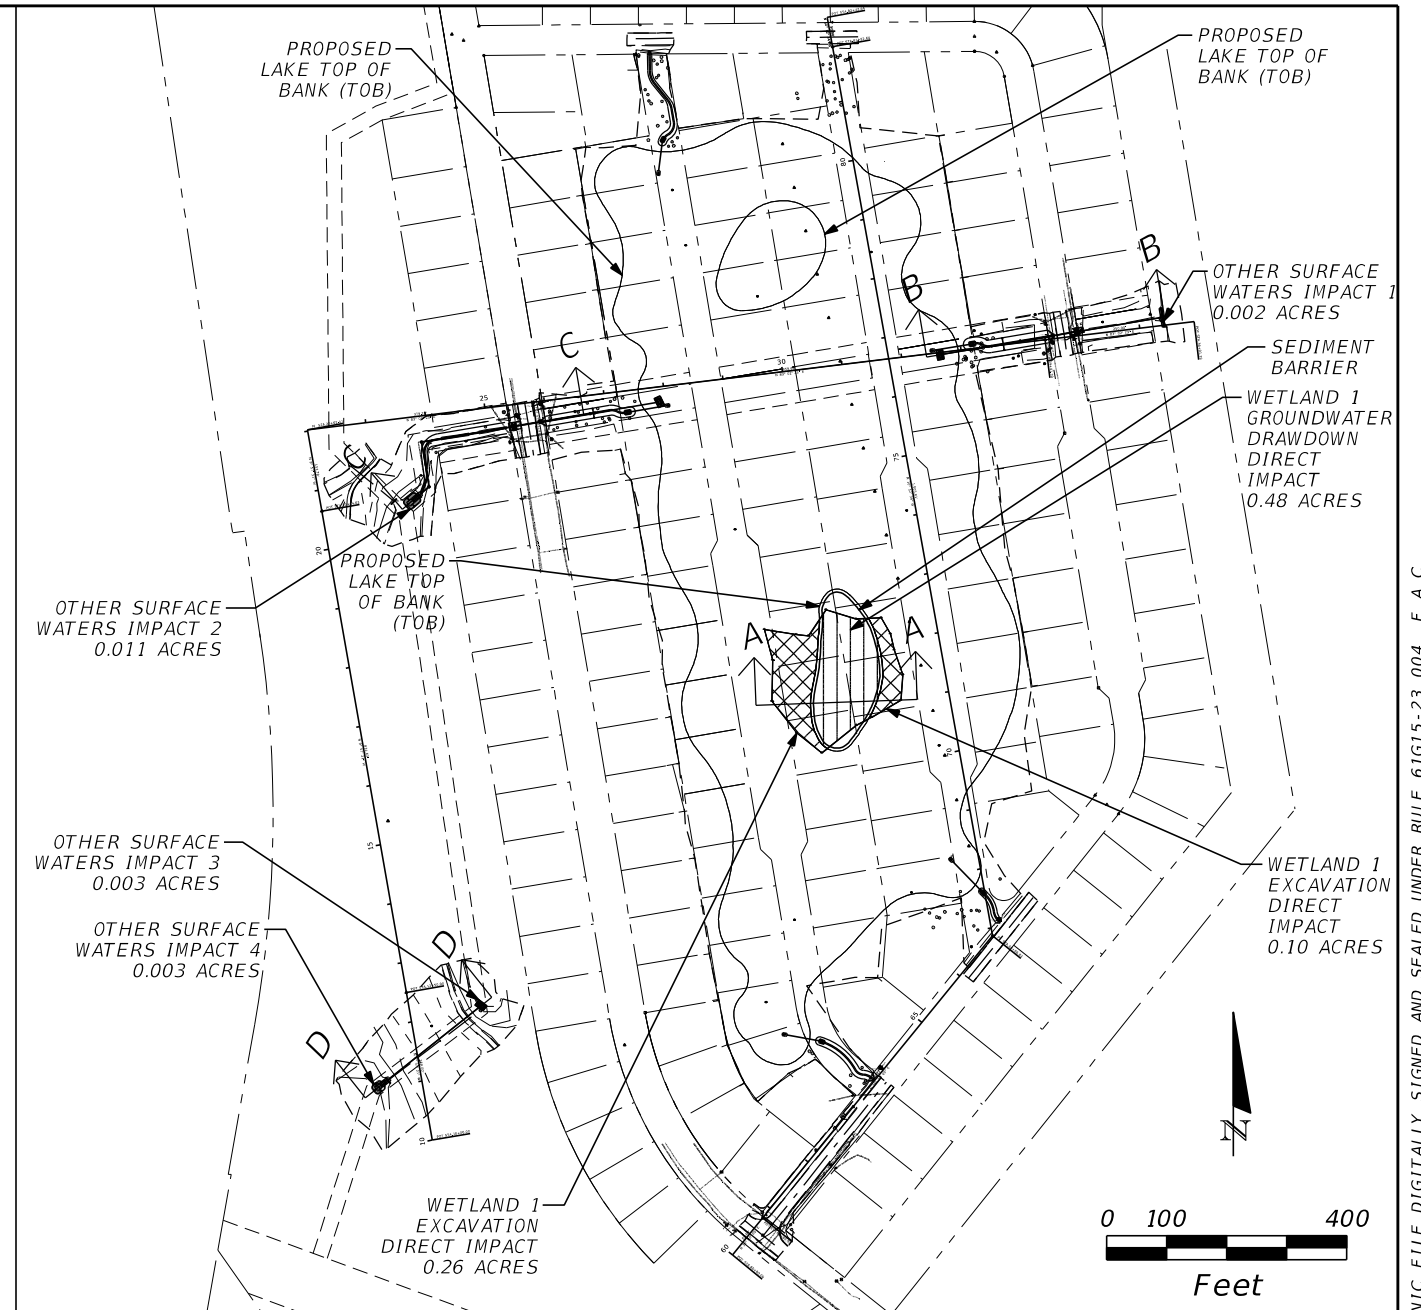 PROPOSED
LAKE TOP OF
BANK (TOB)
PROPOSED
LAKE TOP OF
BANK (TOB)
80
B
B
OTHER SURFACE
WATERS IMPACT 1
0.002 ACRES
SEDIMENT
BARRIER
WETLAND 1
GROUNDWATER
DRAWDOWN
DIRECT
IMPACT
0.48 ACRES
C
30
25
C
75
20
PROPOSED
LAKE TOP
OF BANK
(TOB)
OTHER SURFACE
WATERS IMPACT 2
0.011 ACRES
A
A
70
OTHER SURFACE
WATERS IMPACT 3
0.003 ACRES
15
WETLAND 1
EXCAVATION
DIRECT
IMPACT
0.10 ACRES
OTHER SURFACE
WATERS IMPACT 4
0.003 ACRES
D
D
65
10
N
WETLAND 1
EXCAVATION
DIRECT IMPACT
0.26 ACRES
60
0 100 400
Feet
FILE DIGITALLY SIGNED AND SEALED UNDER RULE 61G15-23.004, F.A.C.